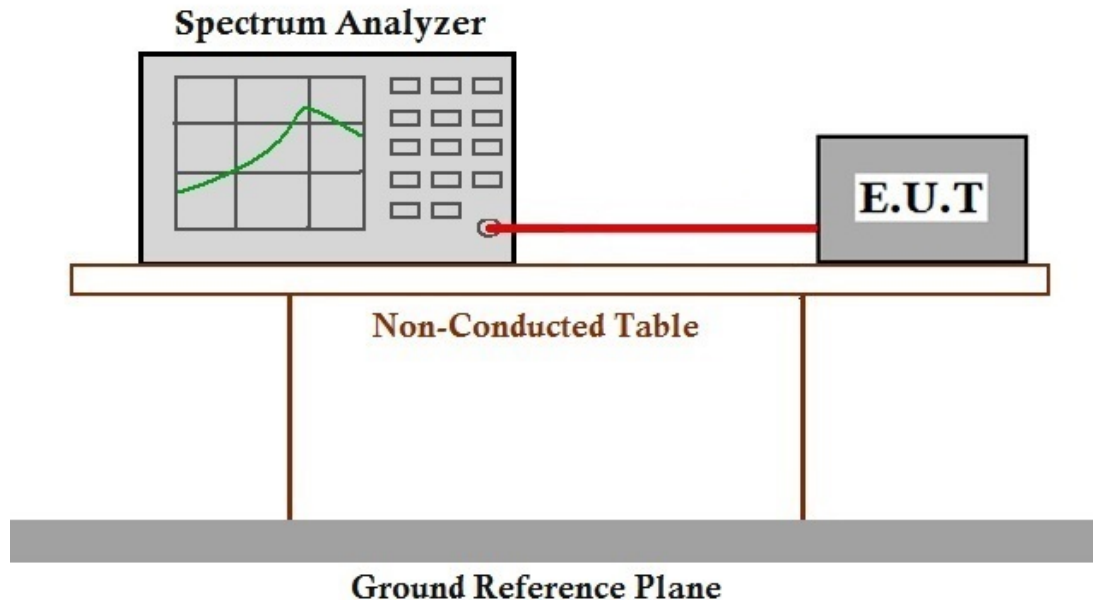 Spectrum Analyzer
E.U.T
Non-Conducted Table
Ground Reference Plane